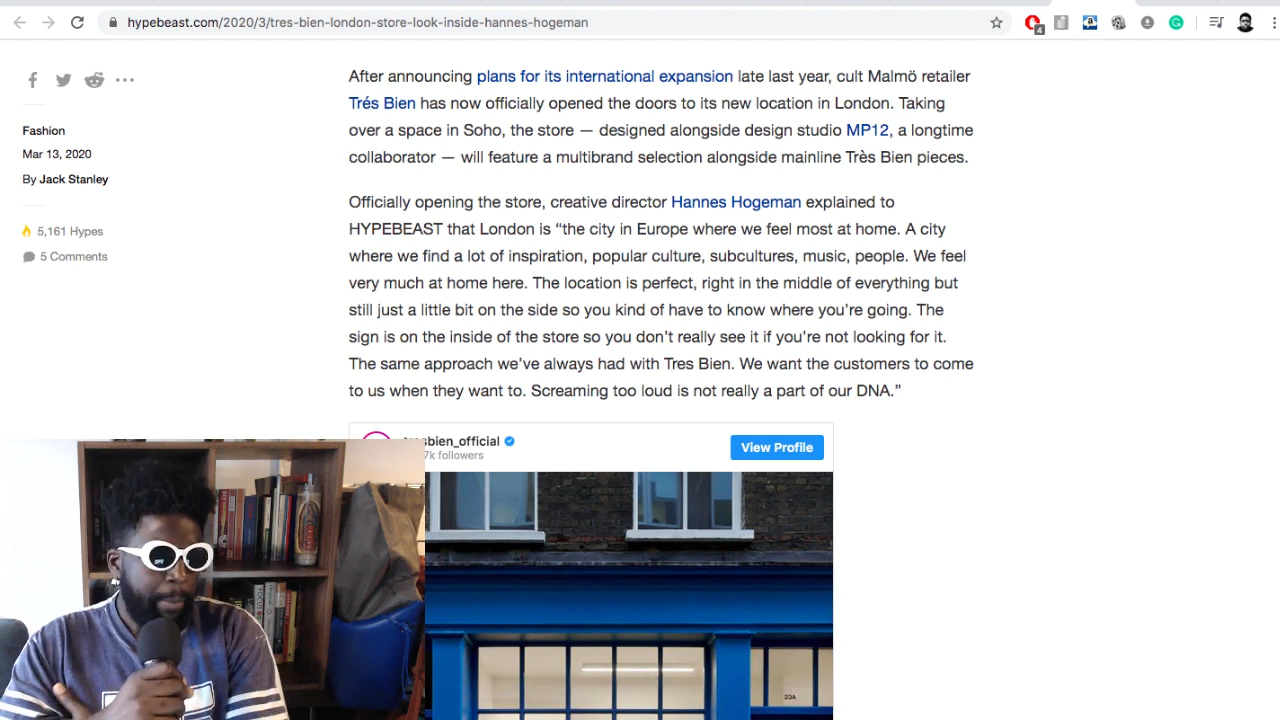 hypebeast.com/2020/3/tres-bien-london-store-look-inside-hannes-hogeman
4
After announcing plans for its international expansion late last year, cult Malmö retailer
Trés Bien has now officially opened the doors to its new location in London. Taking
over a space in Soho, the store — designed alongside design studio MP12, a longtime
collaborator — will feature a multibrand selection alongside mainline Très Bien pieces.
Fashion
Mar 13, 2020
By Jack Stanley
5,161 Hypes
5 Comments
Officially opening the store, creative director Hannes Hogeman explained to
HYPEBEAST that London is “the city in Europe where we feel most at home. A city
where we find a lot of inspiration, popular culture, subcultures, music, people. We feel
very much at home here. The location is perfect, right in the middle of everything but
still just a little bit on the side so you kind of have to know where you’re going. The
sign is on the inside of the store so you don’t really see it if you’re not looking for it.
The same approach we’ve always had with Tres Bien. We want the customers to come
to us when they want to. Screaming too loud is not really a part of our DNA.”
sbien_official
7k followers
View Profile
23A